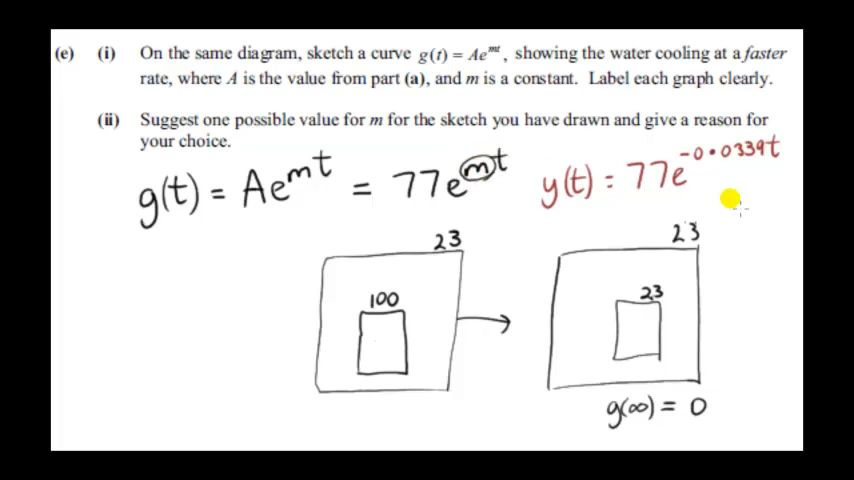 (e) (i) On the same diagram, sketch a curve g(t) = Ae^{mt}, showing the water cooling at a faster
rate, where A is the value from part (a), and m is a constant. Label each graph clearly.
(ii) Suggest one possible value for m for the sketch you have drawn and give a reason for
your choice.
g(t) = Ae^{mt} = 77e^{mt} y(t) = 77e^{-0.0339t}
23 23
100 23
g(∞) = 0